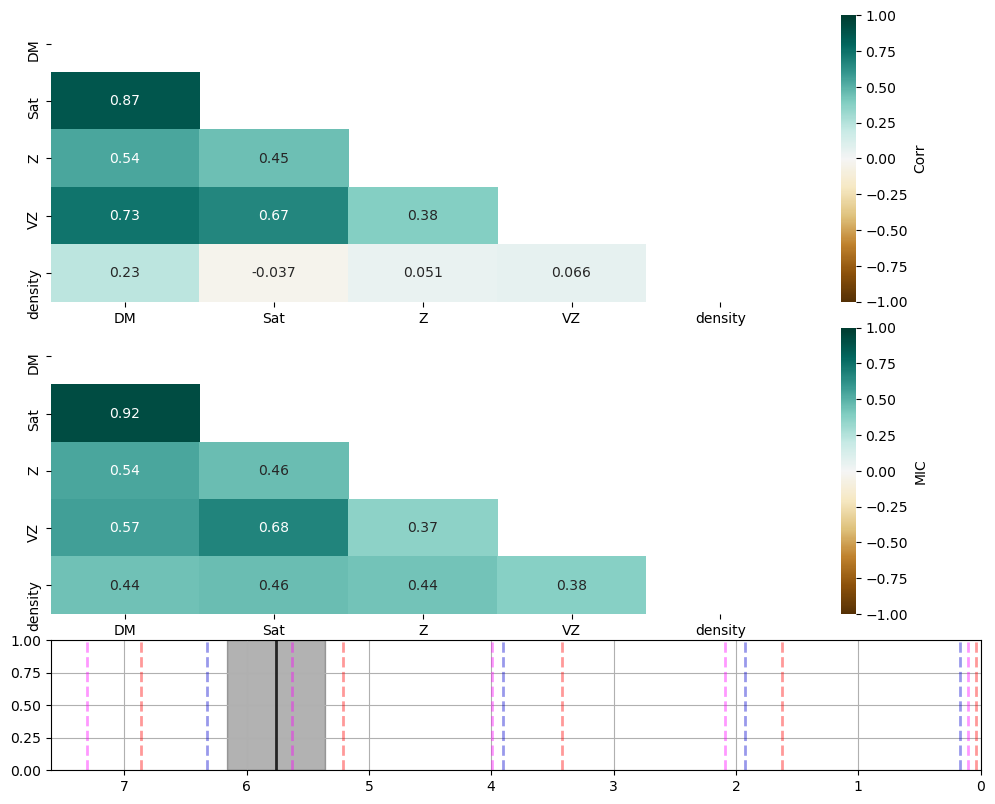 DM
Sat
0.87
Z
0.54 0.45
VZ
0.73 0.67 0.38
density
0.23 -0.037 0.051 0.066
DM Sat Z VZ density
1.00
0.75
0.50
0.25
0.00
−0.25
−0.50
−0.75
−1.00
Corr
DM
Sat
0.92
Z
0.54 0.46
VZ
0.57 0.68 0.37
density
0.44 0.46 0.44 0.38
DM Sat Z VZ density
1.00
0.75
0.50
0.25
0.00
−0.25
−0.50
−0.75
−1.00
MIC
1.00
0.75
0.50
0.25
0.00
7 6 5 4 3 2 1 0